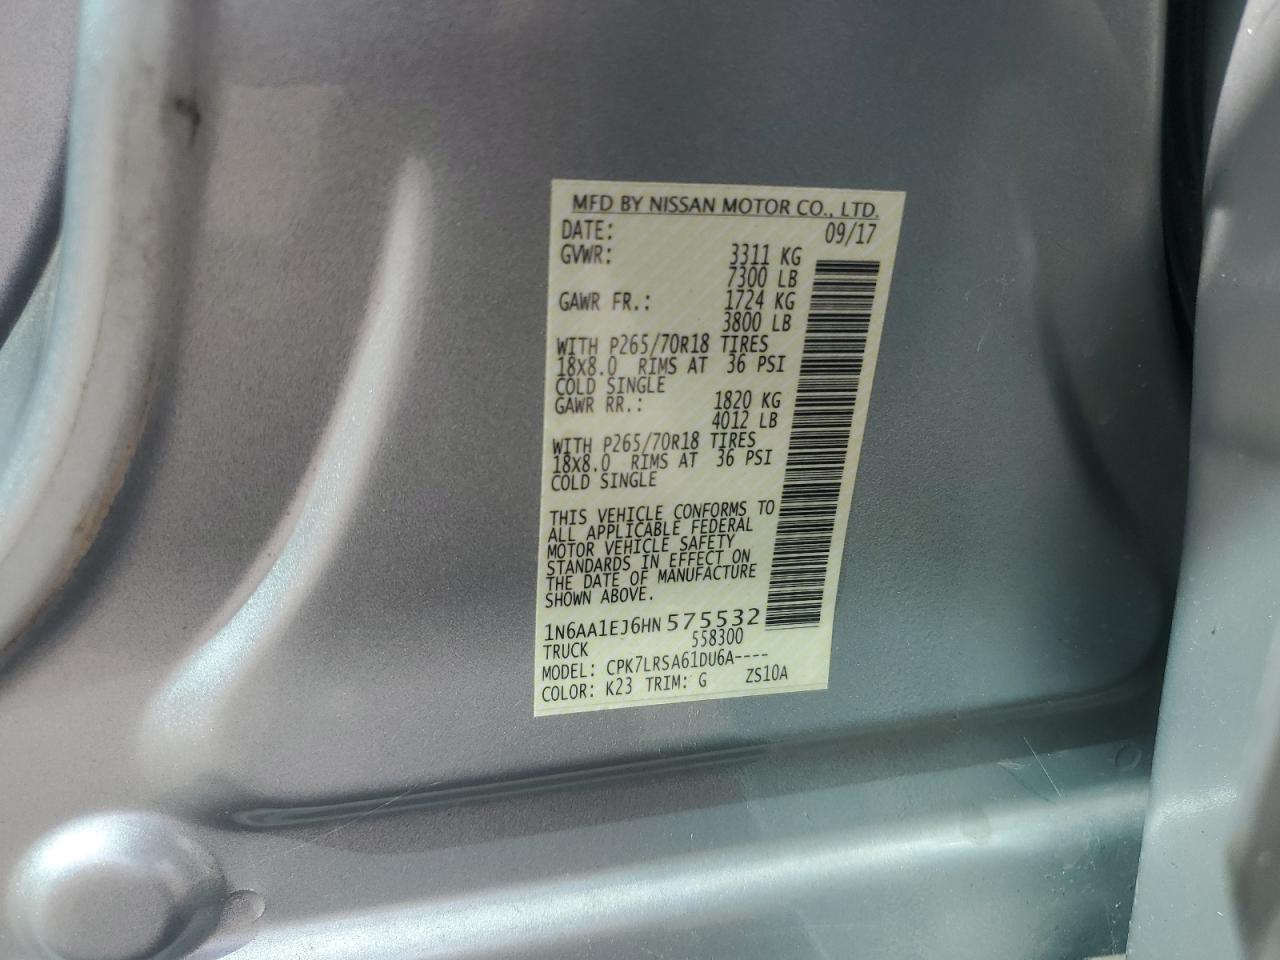 MFD BY NISSAN MOTOR CO., LTD.
DATE: 09/17
GVWR: 3311 KG
7300 LB
GAWR FR.: 1724 KG
3800 LB
WITH P265/70R18 TIRES
18X8.0 RIMS AT 36 PSI
COLD SINGLE
GAWR RR.: 1820 KG
4012 LB
WITH P265/70R18 TIRES
18X8.0 RIMS AT 36 PSI
COLD SINGLE
THIS VEHICLE CONFORMS TO
ALL APPLICABLE FEDERAL
MOTOR VEHICLE SAFETY
STANDARDS IN EFFECT ON
THE DATE OF MANUFACTURE
SHOWN ABOVE.
1N6AA1EJ6HN575532
TRUCK 558300
MODEL: CPK7LRSA61DU6A----
COLOR: K23 TRIM: G ZS10A